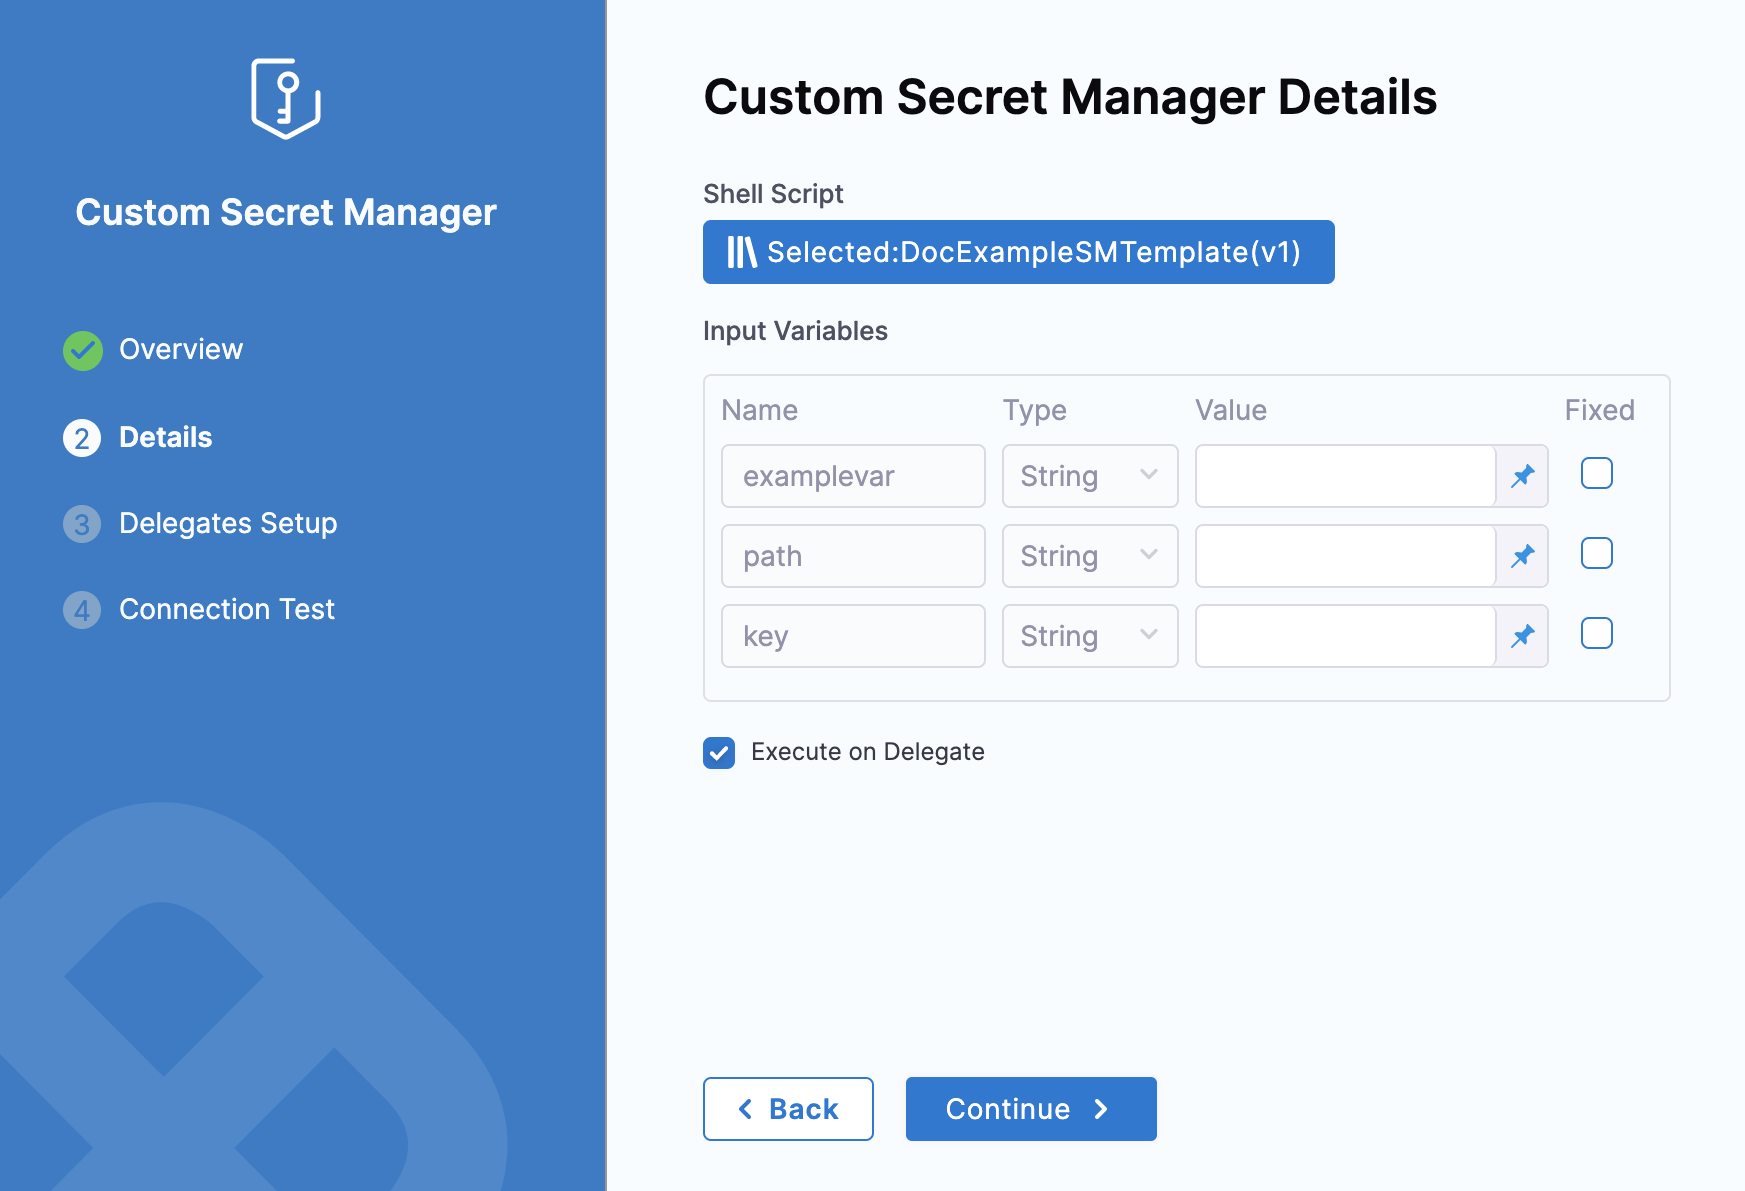 Custom Secret Manager
Overview
2 Details
3 Delegates Setup
4 Connection Test
Custom Secret Manager Details
Shell Script
Selected:DocExampleSMTemplate(v1)
Input Variables
Name Type Value Fixed
examplevar String
path String
key String
Execute on Delegate
Back Continue